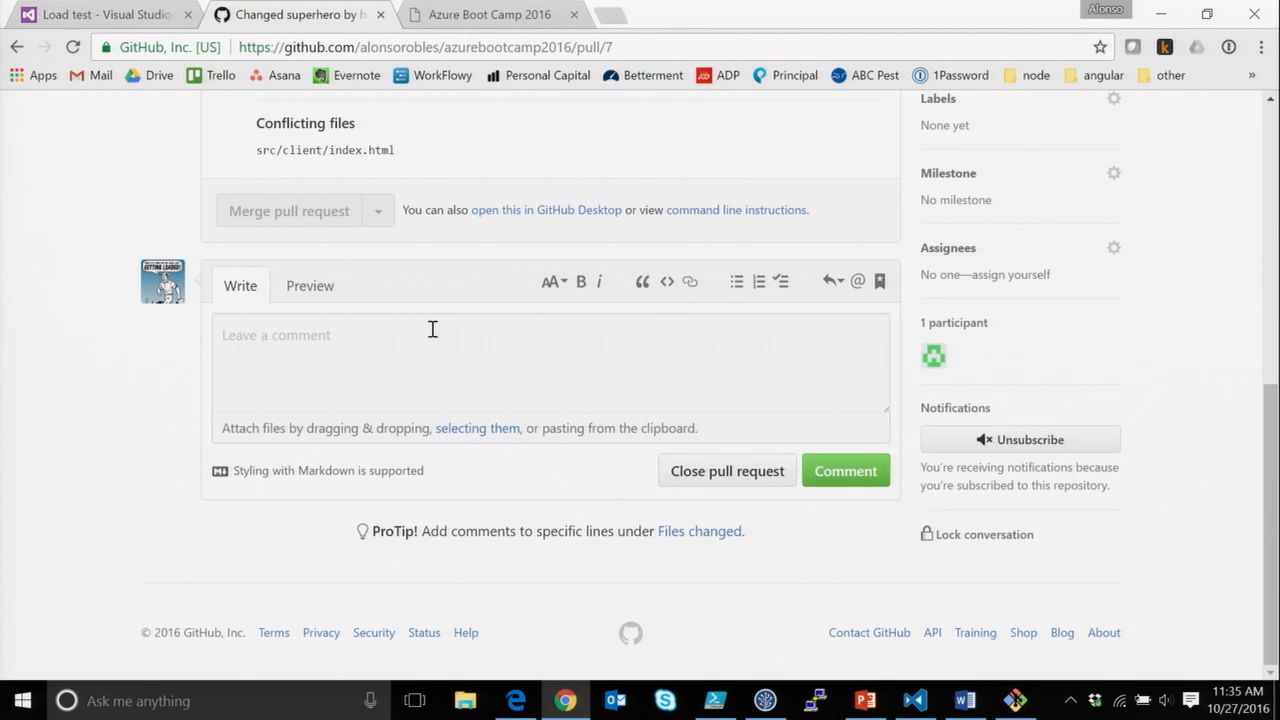 Load test - Visual Studio
Changed superhero by h
Azure Boot Camp 2016
Alonso
GitHub, Inc. [US]
https://github.com/alonsorobles/azurebootcamp2016/pull/7
Apps
Mail
Drive
Trello
Asana
Evernote
WorkFlowy
Personal Capital
Betterment
ADP
Principal
ABC Pest
1Password
node
angular
other
»
Conflicting files
src/client/index.html
Merge pull request
You can also open this in GitHub Desktop or view command line instructions.
GETTING LOADED!
Write
Preview
AA
B
i
@
Leave a comment
Attach files by dragging & dropping, selecting them, or pasting from the clipboard.
Styling with Markdown is supported
Close pull request
Comment
ProTip! Add comments to specific lines under Files changed.
Labels
None yet
Milestone
No milestone
Assignees
No one—assign yourself
1 participant
Notifications
Unsubscribe
You're receiving notifications because
you're subscribed to this repository.
Lock conversation
© 2016 GitHub, Inc.
Terms
Privacy
Security
Status
Help
Contact GitHub
API
Training
Shop
Blog
About
Ask me anything
11:35 AM
10/27/2016